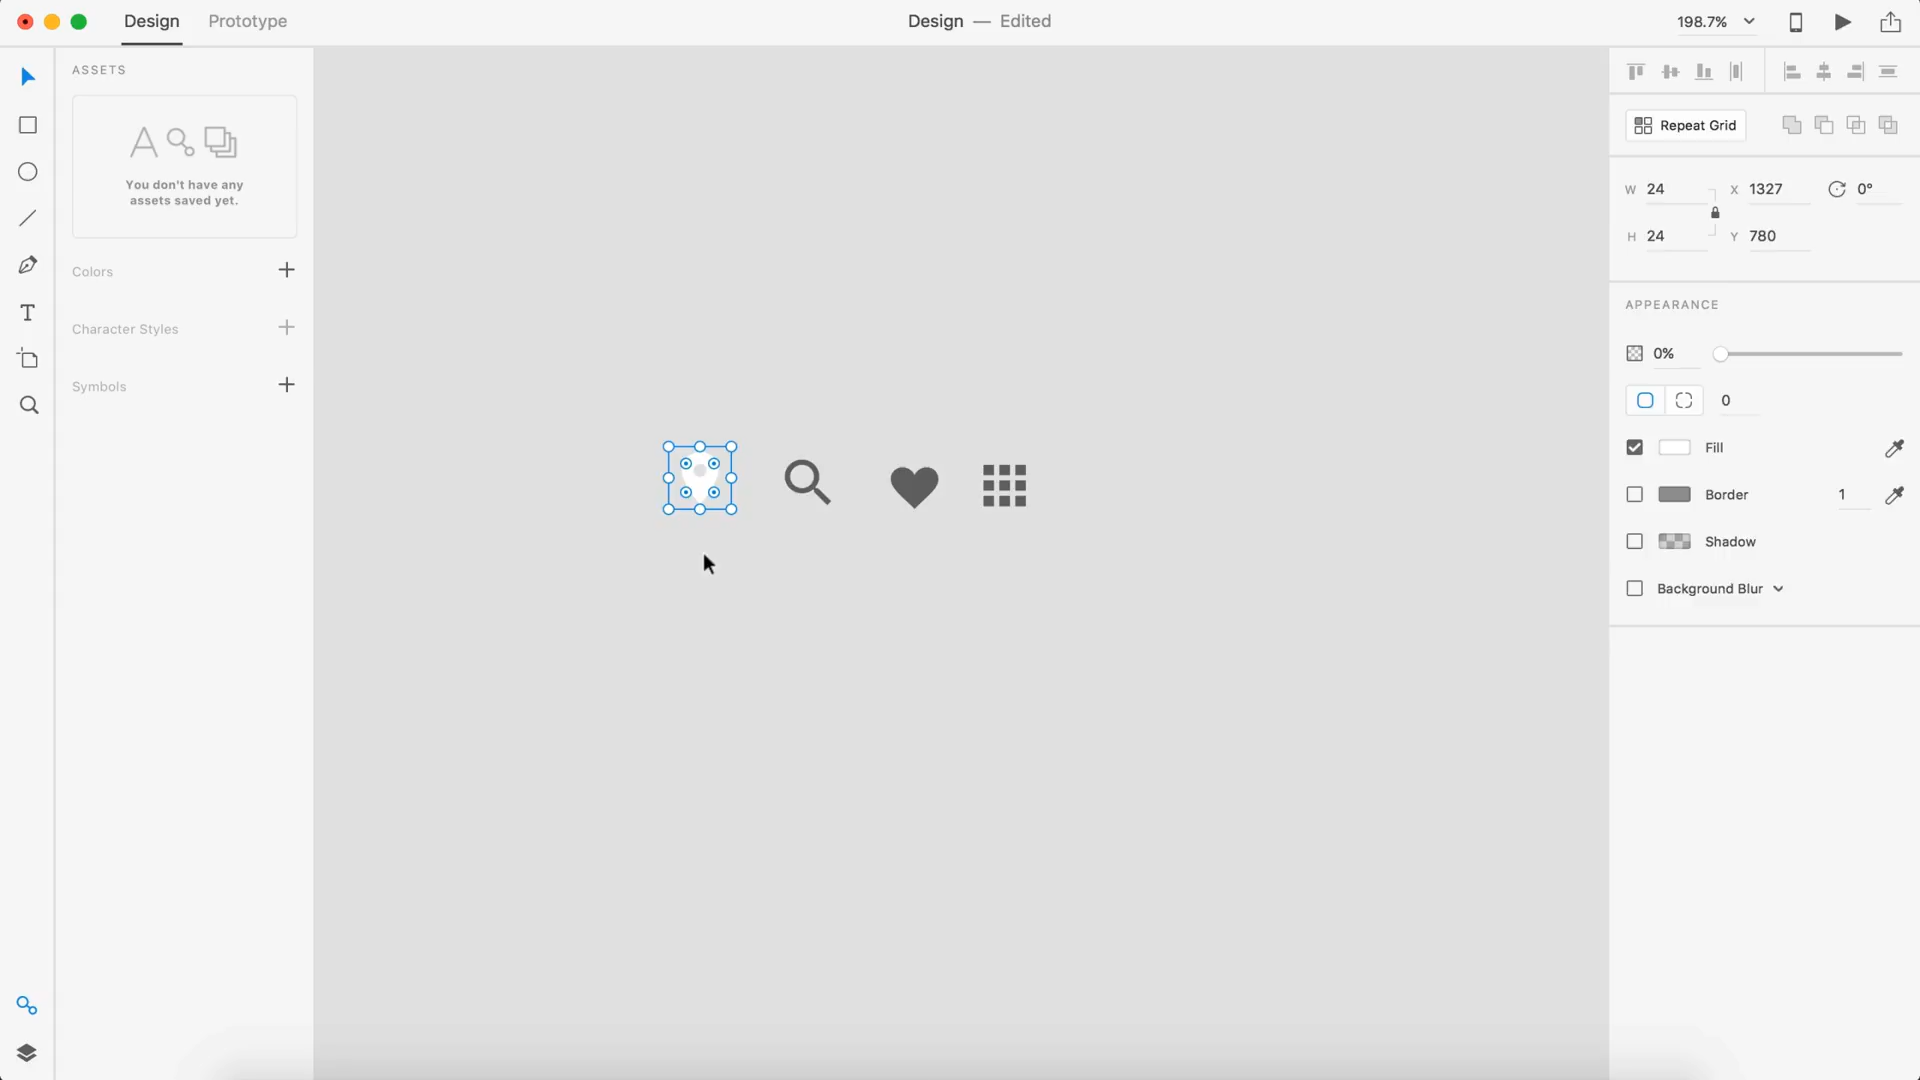 Design
Prototype
Design — Edited
198.7%
ASSETS
You don't have any
assets saved yet.
Colors
Character Styles
Symbols
Repeat Grid
W 24
X 1327
0°
H 24
Y 780
APPEARANCE
0%
0
Fill
Border
1
Shadow
Background Blur